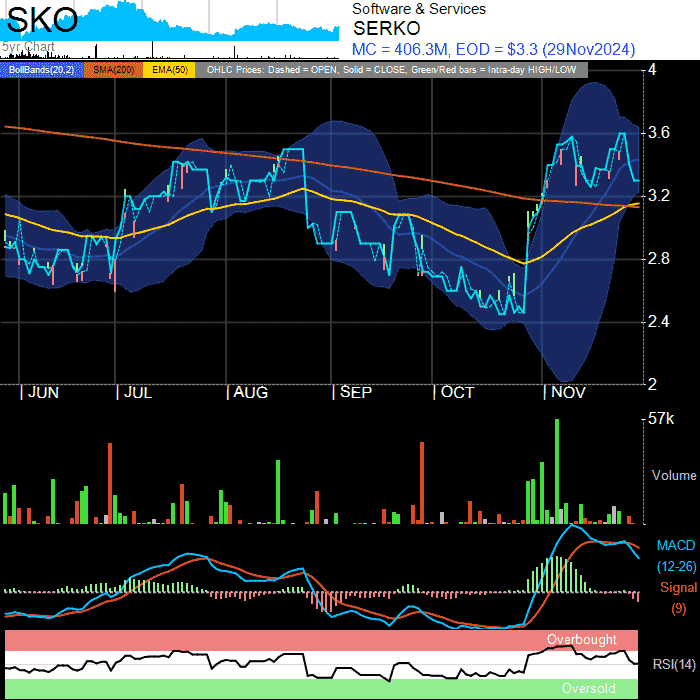 SKO
5yr Chart
Software & Services
SERKO
MC = 406.3M, EOD = $3.3 (29Nov2024)
BollBands(20,2) SMA(200) EMA(50) OHLC Prices: Dashed = OPEN, Solid = CLOSE, Green/Red bars = Intra-day HIGH/LOW
4
3.6
3.2
2.8
2.4
2
| JUN | JUL | AUG | SEP | OCT | NOV
57k
Volume
MACD
(12-26)
Signal
(9)
Overbought
RSI(14)
Oversold